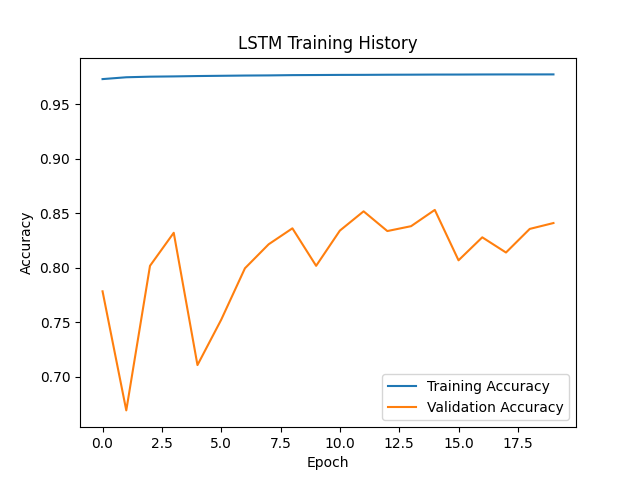 LSTM Training History
Accuracy
0.95
0.90
0.85
0.80
0.75
0.70
Training Accuracy
Validation Accuracy
0.0 2.5 5.0 7.5 10.0 12.5 15.0 17.5
Epoch